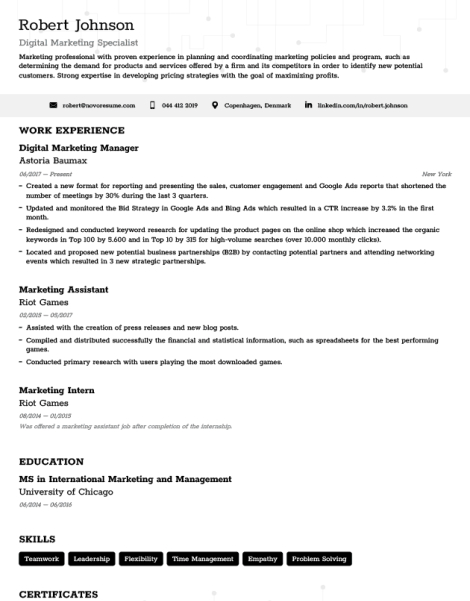 Robert Johnson
Digital Marketing Specialist
Marketing professional with proven experience in planning and coordinating marketing policies and program, such as
determining the demand for products and services offered by a firm and its competitors in order to identify new potential
customers. Strong expertise in developing pricing strategies with the goal of maximizing profits.
robert@novoresume.com 044 412 2019 Copenhagen, Denmark linkedin.com/in/robert.johnson
WORK EXPERIENCE
Digital Marketing Manager
Astoria Baumax
06/2017 – Present New York
– Created a new format for reporting and presenting the sales, customer engagement and Google Ads reports that shortened the
number of meetings by 30% during the last 3 quarters.
– Updated and monitored the Bid Strategy in Google Ads and Bing Ads which resulted in a CTR increase by 3.2% in the first
month.
– Redesigned and conducted keyword research for updating the product pages on the online shop which increased the organic
keywords in Top 100 by 5.600 and in Top 10 by 315 for high-volume searches (over 10.000 monthly clicks).
– Located and proposed new potential business partnerships (B2B) by contacting potential partners and attending networking
events which resulted in 3 new strategic partnerships.
Marketing Assistant
Riot Games
02/2015 – 05/2017
– Assisted with the creation of press releases and new blog posts.
– Compiled and distributed successfully the financial and statistical information, such as spreadsheets for the best performing
games.
– Conducted primary research with users playing the most downloaded games.
Marketing Intern
Riot Games
08/2014 – 01/2015
Was offered a marketing assistant job after completion of the internship.
EDUCATION
MS in International Marketing and Management
University of Chicago
06/2014 – 06/2016
SKILLS
Teamwork Leadership Flexibility Time Management Empathy Problem Solving
CERTIFICATES